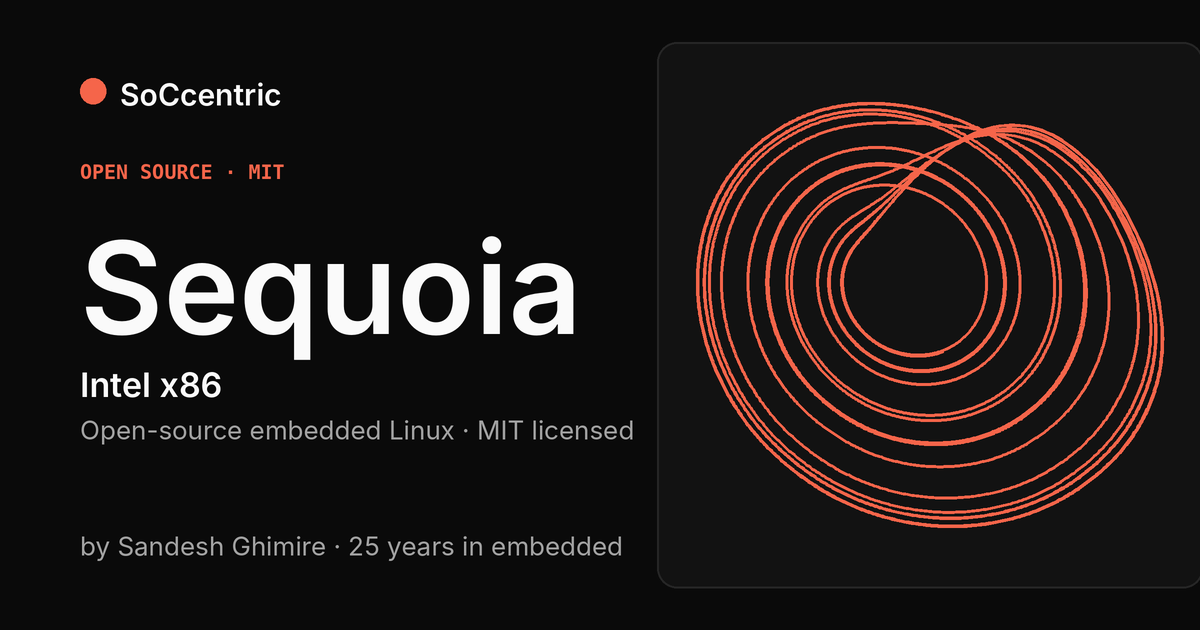 SoCcentric
OPEN SOURCE · MIT
Sequoia
Intel x86
Open-source embedded Linux · MIT licensed
by Sandesh Ghimire · 25 years in embedded